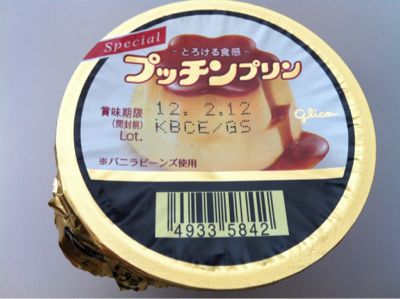 Special
-とろける食感-
プッチンプリン
賞味期限 12. 2.12
(開封前) KBCE/GS
Lot.
glico
※バニラビーンズ使用
4933 5842